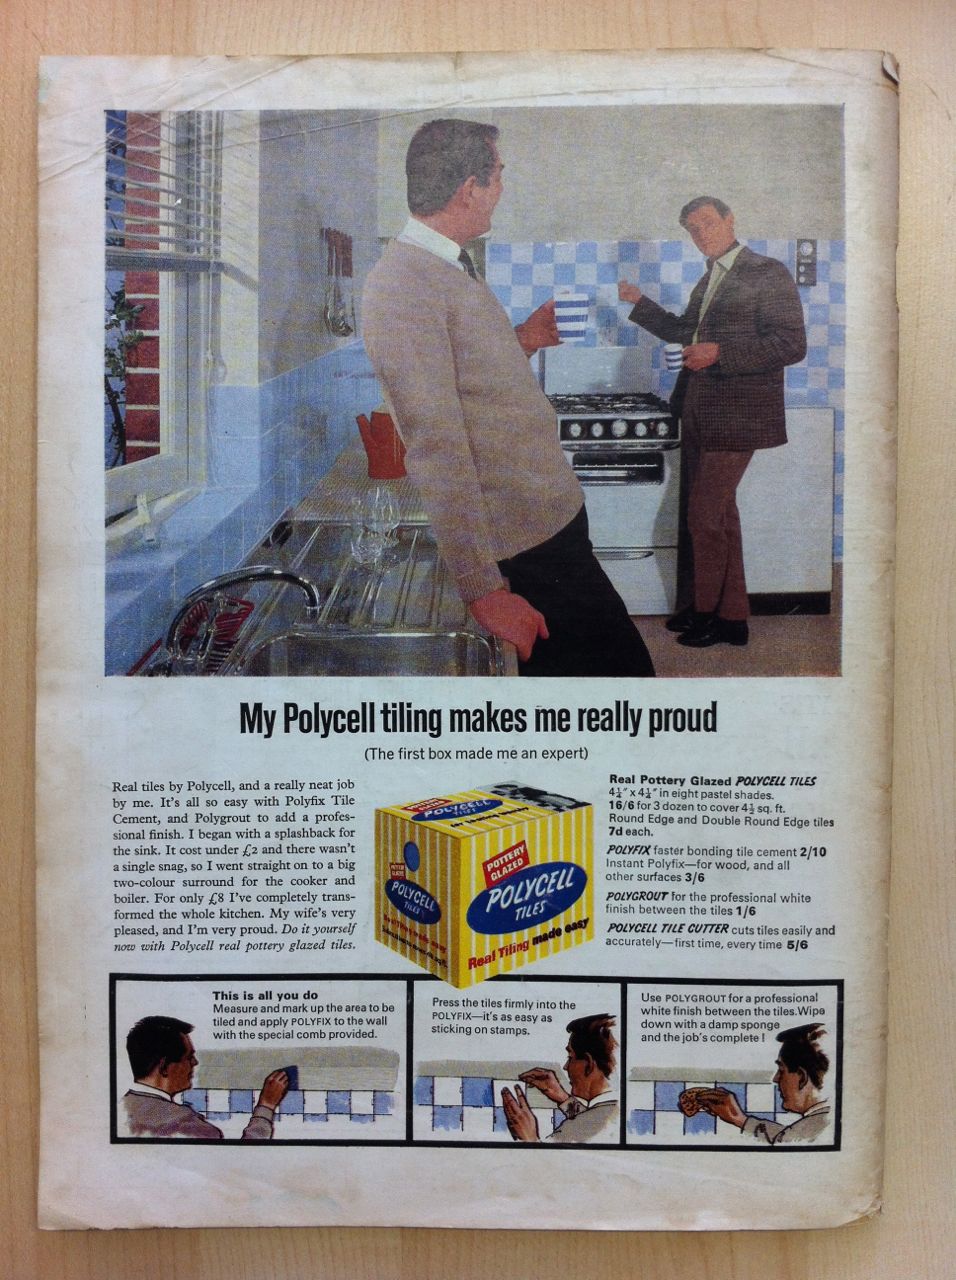 My Polycell tiling makes me really proud
(The first box made me an expert)
Real tiles by Polycell, and a really neat job
by me. It's all so easy with Polyfix Tile
Cement, and Polygrout to add a profes-
sional finish. I began with a splashback for
the sink. It cost under £2 and there wasn't
a single snag, so I went straight on to a big
two-colour surround for the cooker and
boiler. For only £8 I've completely trans-
formed the whole kitchen. My wife's very
pleased, and I'm very proud. Do it yourself
now with Polycell real pottery glazed tiles.
POLYCELL
TILES
POTTERY
GLAZED
POLYCELL
TILES
POTTERY
GLAZED
POLYCELL
TILES
Real Tiling made easy
Real Pottery Glazed POLYCELL TILES
4¼" x 4¼" in eight pastel shades.
16/6 for 3 dozen to cover 4½ sq. ft.
Round Edge and Double Round Edge tiles
7d each.
POLYFIX faster bonding tile cement 2/10
Instant Polyfix—for wood, and all
other surfaces 3/6
POLYGROUT for the professional white
finish between the tiles 1/6
POLYCELL TILE CUTTER cuts tiles easily and
accurately—first time, every time 5/6
This is all you do
Measure and mark up the area to be
tiled and apply POLYFIX to the wall
with the special comb provided.
Press the tiles firmly into the
POLYFIX—it's as easy as
sticking on stamps.
Use POLYGROUT for a professional
white finish between the tiles. Wipe
down with a damp sponge
and the job's complete !